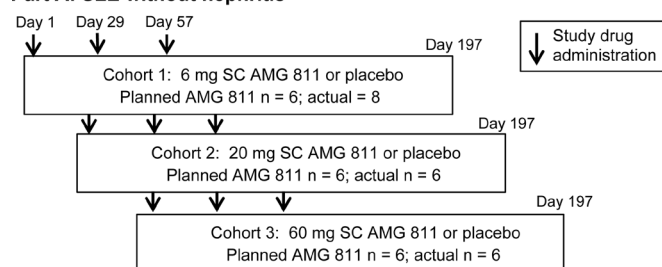 Part A: SLE without nephritis
Day 1 Day 29 Day 57
Day 197
Study drug
administration
Cohort 1: 6 mg SC AMG 811 or placebo
Planned AMG 811 n = 6; actual = 8
Day 197
Cohort 2: 20 mg SC AMG 811 or placebo
Planned AMG 811 n = 6; actual n = 6
Day 197
Cohort 3: 60 mg SC AMG 811 or placebo
Planned AMG 811 n = 6; actual n = 6